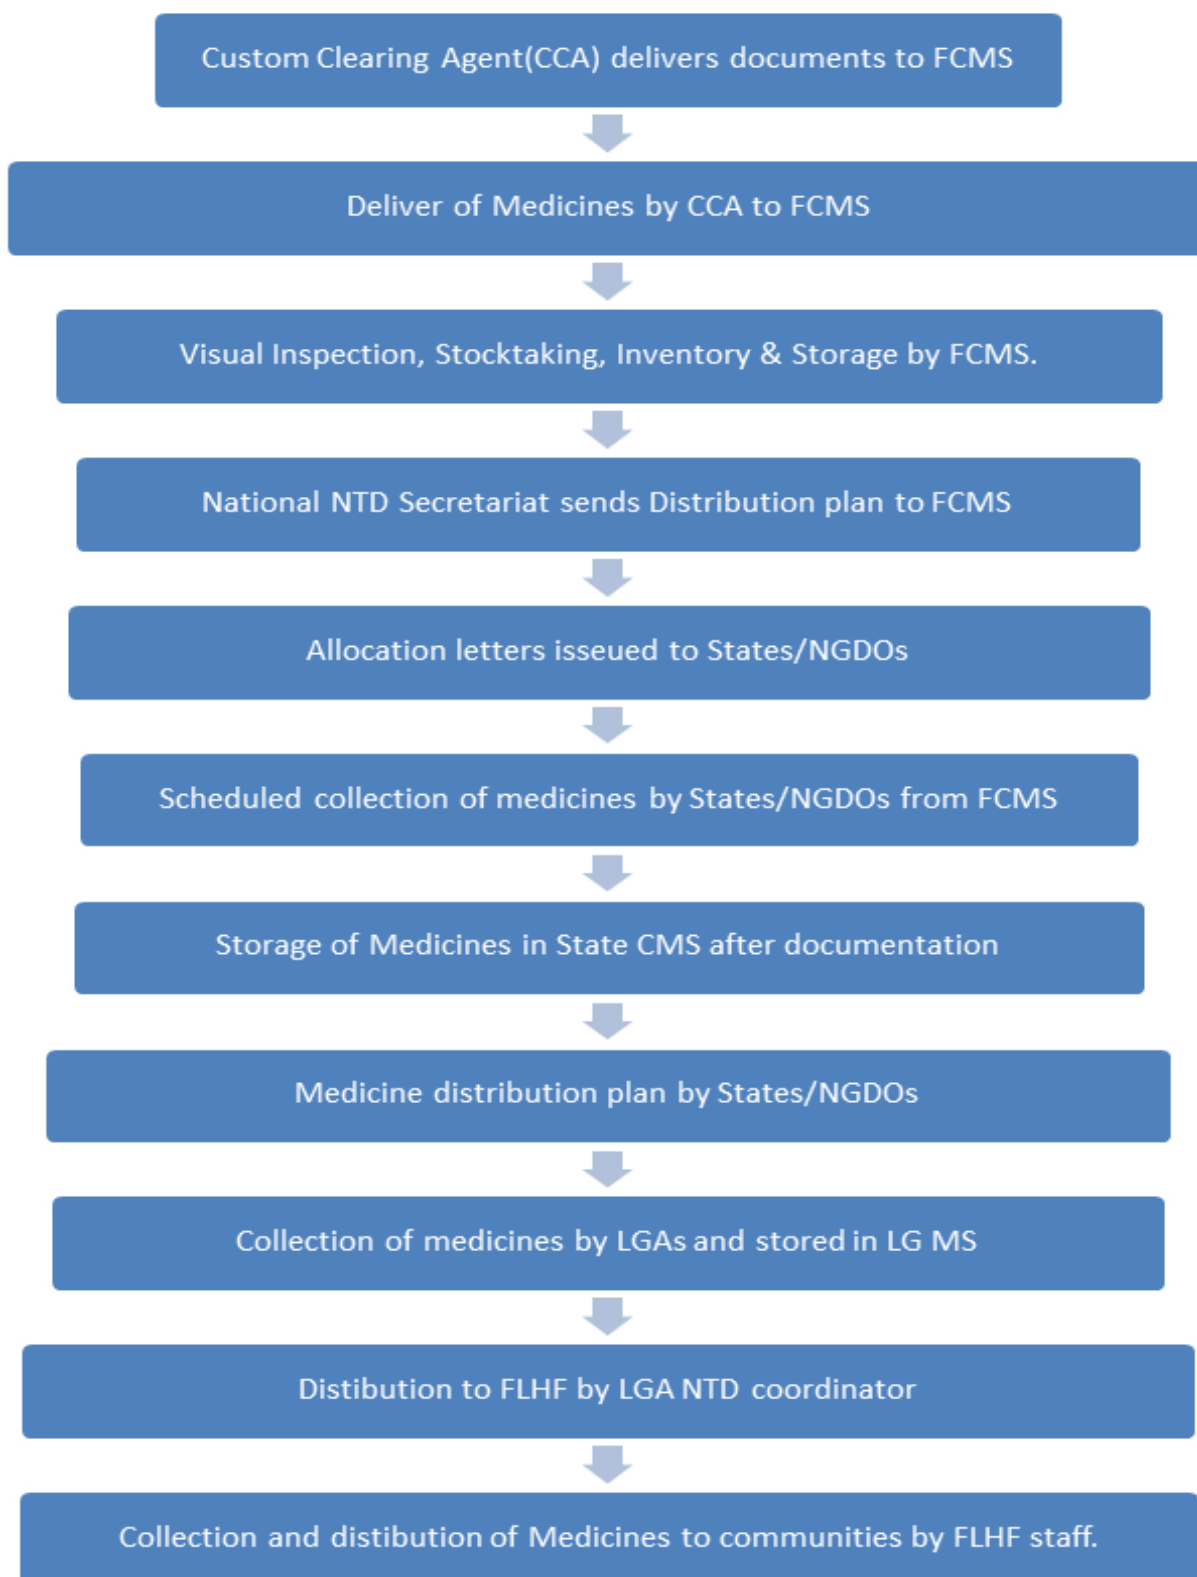 Custom Clearing Agent(CCA) delivers documents to FCMS
Deliver of Medicines by CCA to FCMS
Visual Inspection, Stocktaking, Inventory & Storage by FCMS.
National NTD Secretariat sends Distribution plan to FCMS
Allocation letters isseued to States/NGDOs
Scheduled collection of medicines by States/NGDOs from FCMS
Storage of Medicines in State CMS after documentation
Medicine distribution plan by States/NGDOs
Collection of medicines by LGAs and stored in LG MS
Distibution to FLHF by LGA NTD coordinator
Collection and distibution of Medicines to communities by FLHF staff.